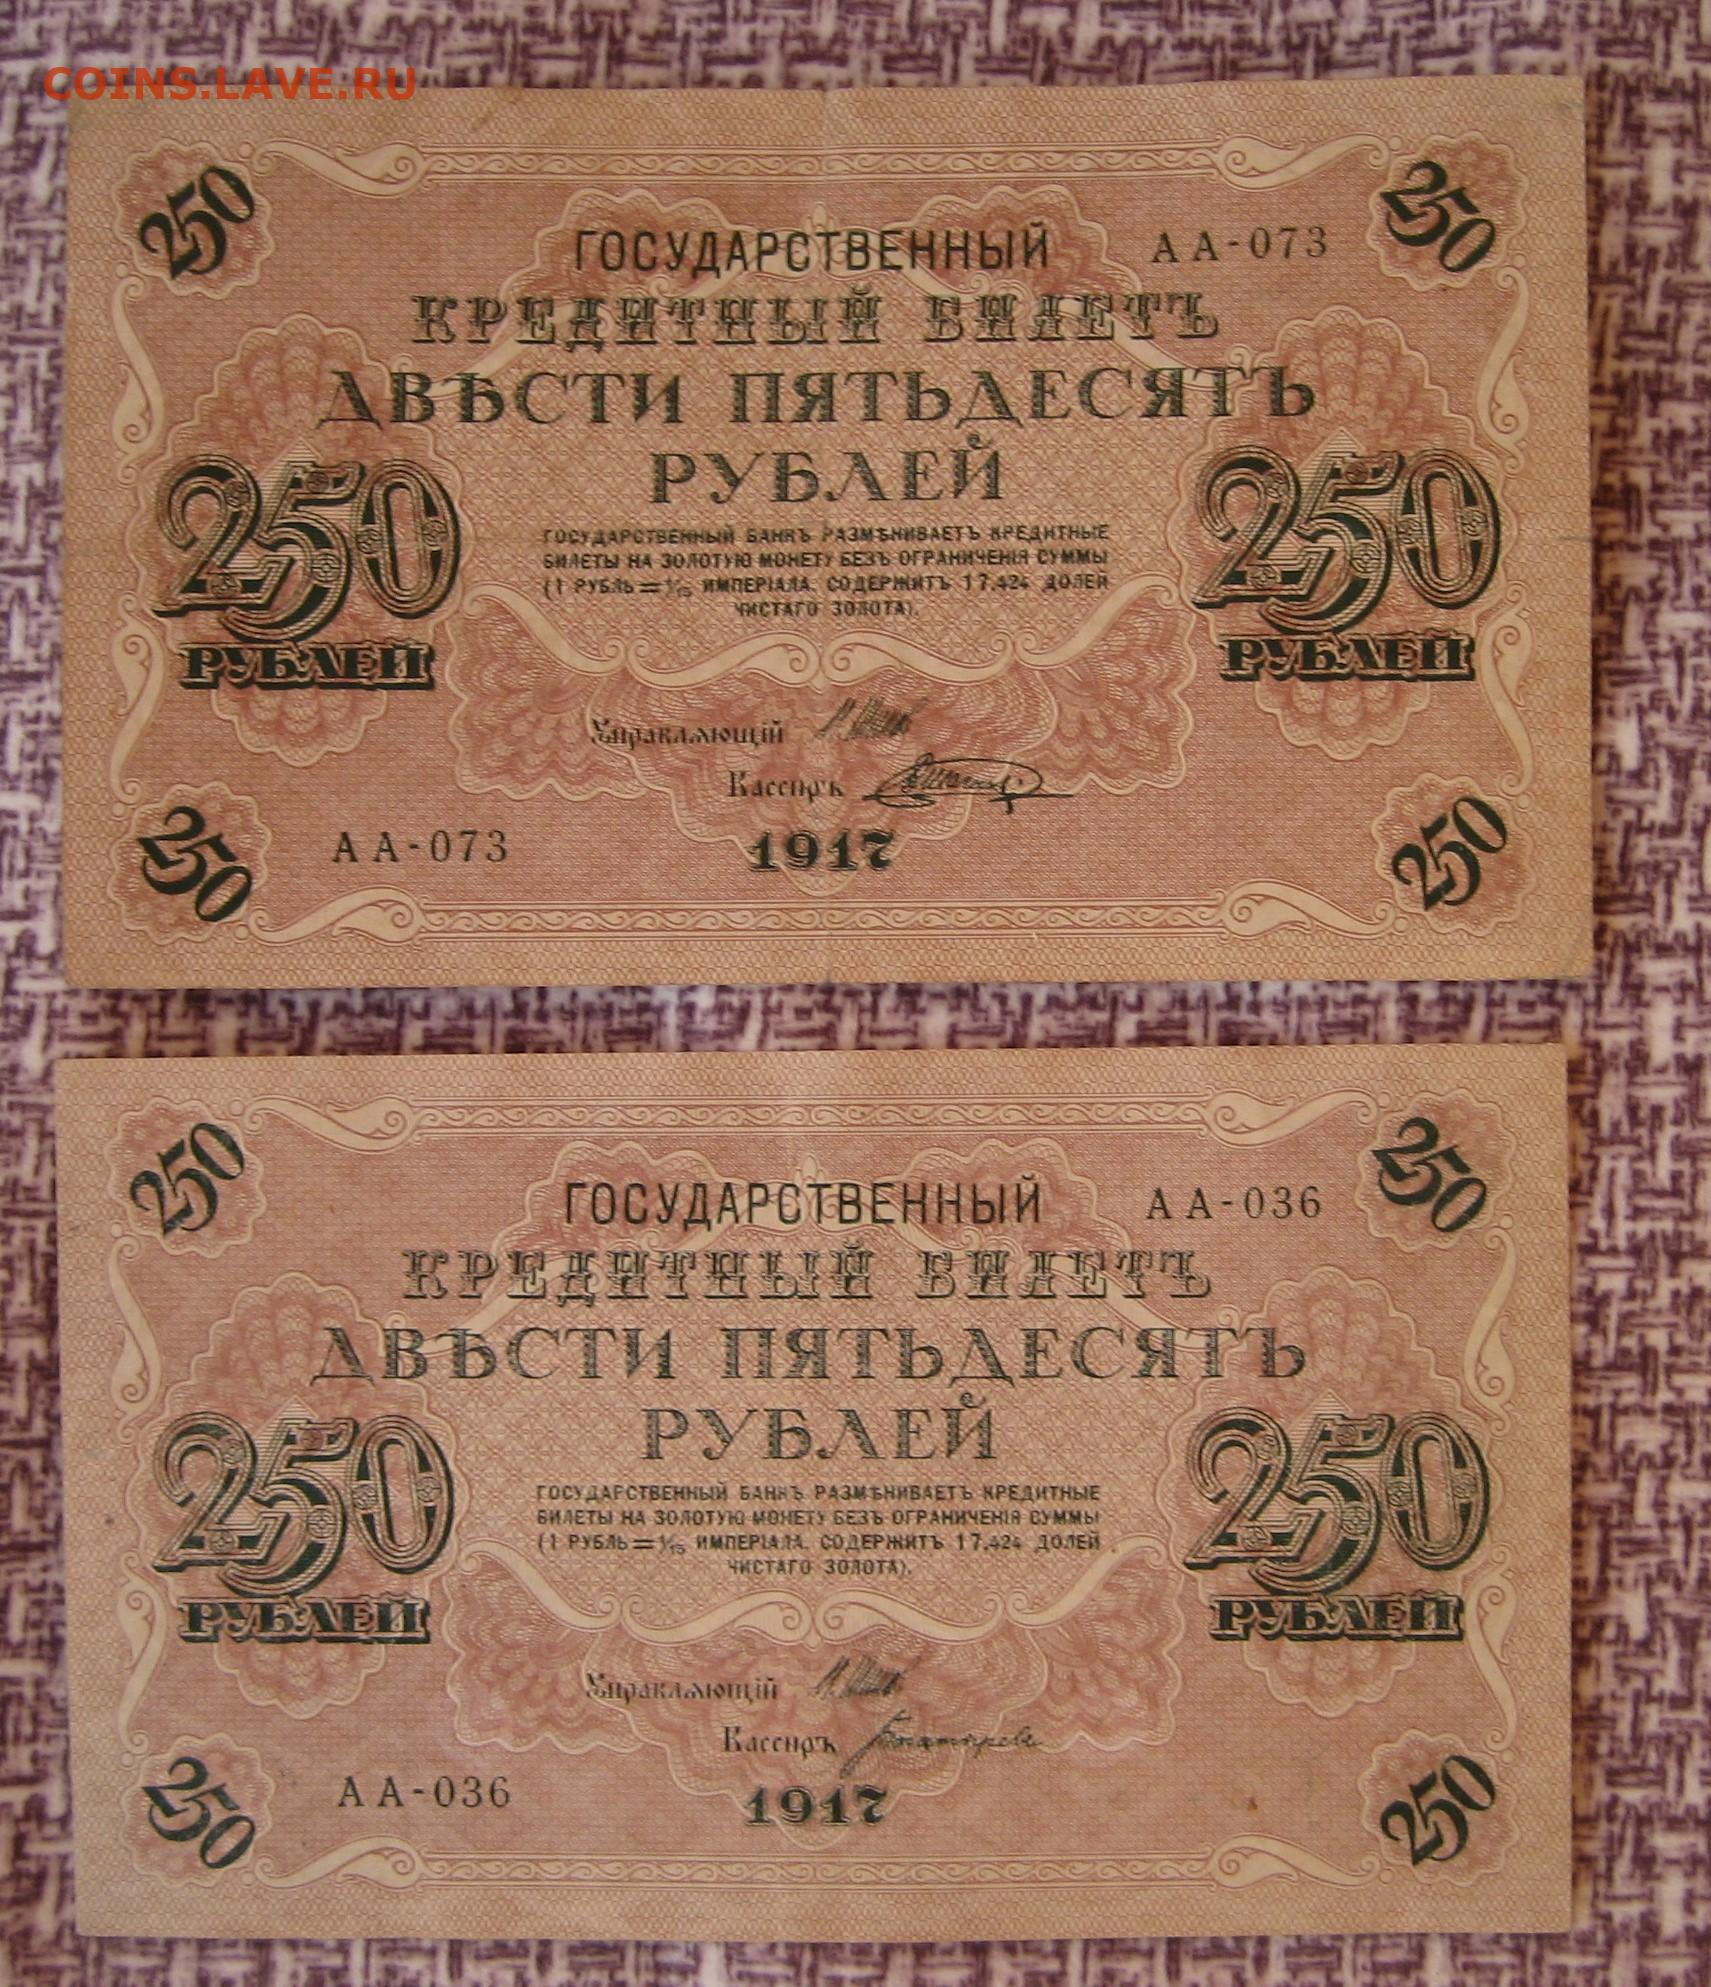 COINS.LAVE.RU
250
250
ГОСУДАРСТВЕННЫЙ
АА-073
КРЕДИТНЫЙ БИЛЕТЪ
ДВѢСТИ ПЯТЬДЕСЯТЪ
РУБЛЕЙ
250
РУБЛЕЙ
ГОСУДАРСТВЕННЫЙ БАНКЪ РАЗМѢНИВАЕТЪ КРЕДИТНЫЕ
БИЛЕТЫ НА ЗОЛОТУЮ МОНЕТУ БЕЗЪ ОГРАНИЧЕНІЯ СУММЫ
(1 РУБЛЬ = 1/15 ИМПЕРІАЛА, СОДЕРЖИТЪ 17,424 ДОЛЕЙ
ЧИСТАГО ЗОЛОТА).
250
РУБЛЕЙ
Управляющій
Кассиръ
АА-073
1917
250
250
250
250
ГОСУДАРСТВЕННЫЙ
АА-036
КРЕДИТНЫЙ БИЛЕТЪ
ДВѢСТИ ПЯТЬДЕСЯТЪ
РУБЛЕЙ
250
РУБЛЕЙ
ГОСУДАРСТВЕННЫЙ БАНКЪ РАЗМѢНИВАЕТЪ КРЕДИТНЫЕ
БИЛЕТЫ НА ЗОЛОТУЮ МОНЕТУ БЕЗЪ ОГРАНИЧЕНІЯ СУММЫ
(1 РУБЛЬ = 1/15 ИМПЕРІАЛА, СОДЕРЖИТЪ 17,424 ДОЛЕЙ
ЧИСТАГО ЗОЛОТА).
250
РУБЛЕЙ
Управляющій
Кассиръ
АА-036
1917
250
250